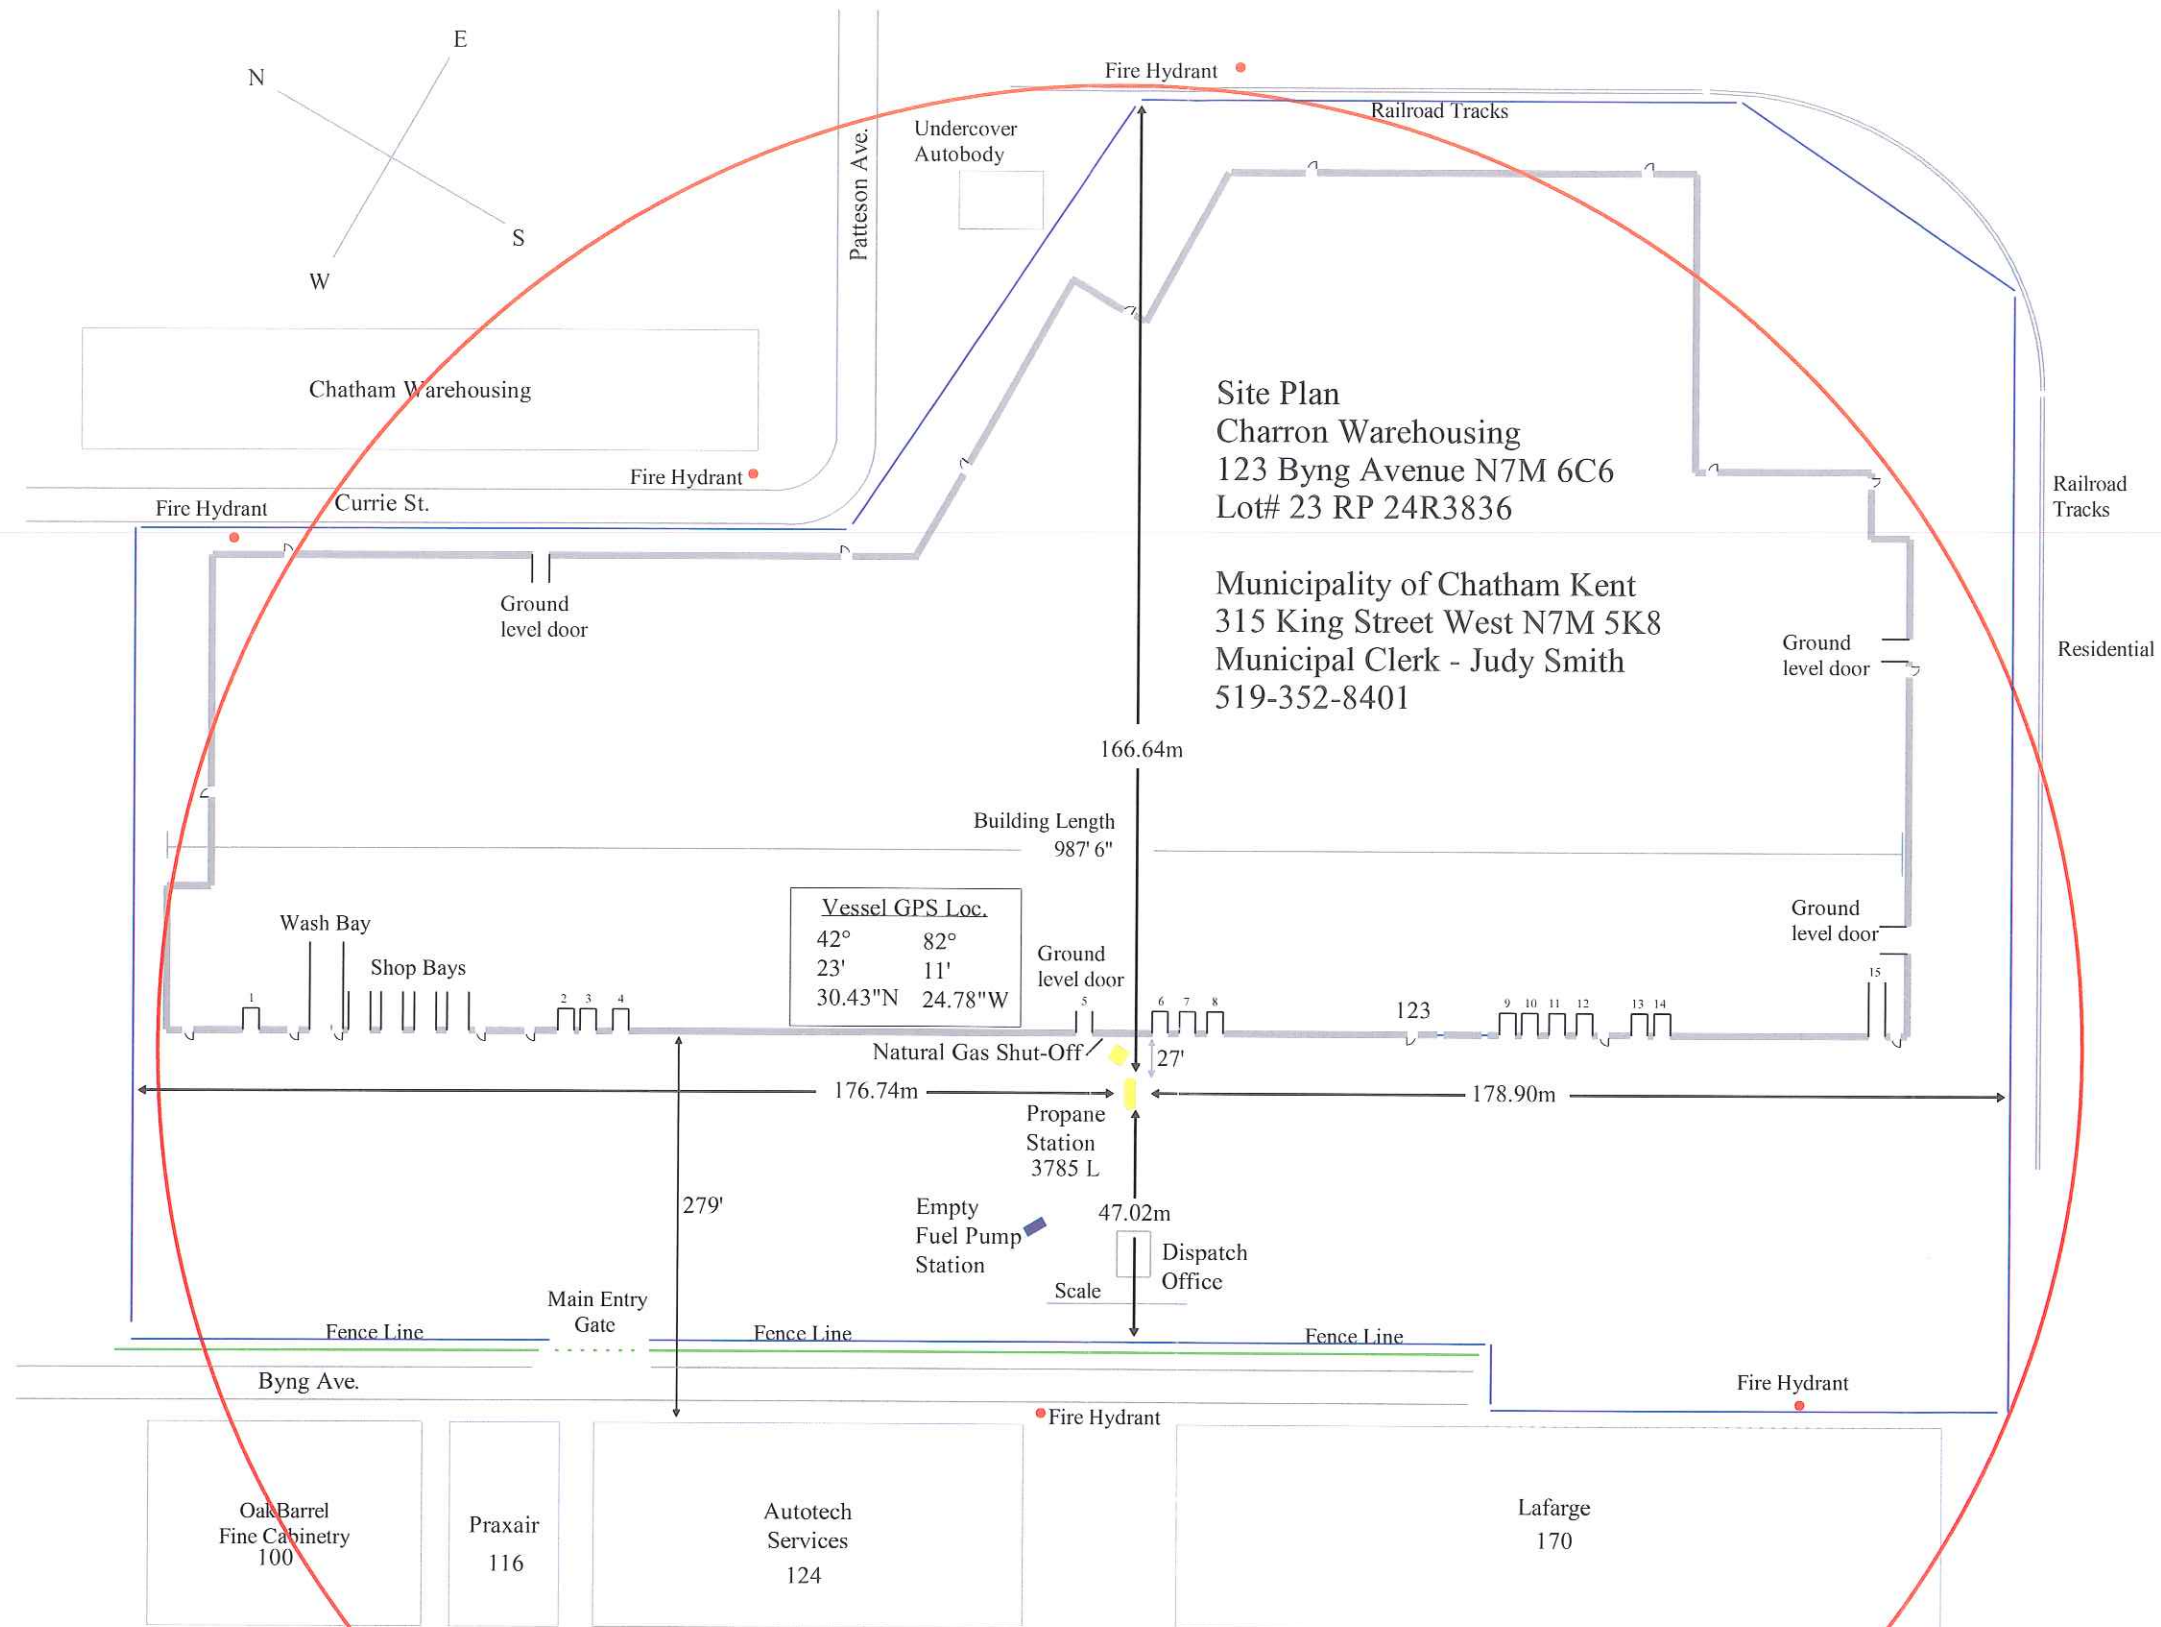 E
N
S
W
Fire Hydrant
Railroad Tracks
Undercover
Autobody
Patteson Ave.
Chatham Warehousing
Fire Hydrant
Fire Hydrant
Currie St.
Site Plan
Charron Warehousing
123 Byng Avenue N7M 6C6
Lot# 23 RP 24R3836
Municipality of Chatham Kent
315 King Street West N7M 5K8
Municipal Clerk - Judy Smith
519-352-8401
Railroad
Tracks
Residential
Ground
level door
Ground
level door
166.64m
Building Length
987' 6"
Vessel GPS Loc.
42° 82°
23' 11'
30.43"N 24.78"W
Wash Bay
Shop Bays
Ground
level door
Ground
level door
1
2
3
4
5
6
7
8
123
9
10
11
12
13
14
15
Natural Gas Shut-Off
27'
176.74m
178.90m
Propane
Station
3785 L
279'
Empty
Fuel Pump
Station
47.02m
Dispatch
Office
Scale
Main Entry
Gate
Fence Line
Fence Line
Fence Line
Byng Ave.
Fire Hydrant
Fire Hydrant
OakBarrel
Fine Cabinetry
100
Praxair
116
Autotech
Services
124
Lafarge
170